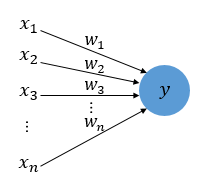 x₁
w₁
x₂
w₂
x₃
w₃
y
⋮
⋮
wₙ
xₙ